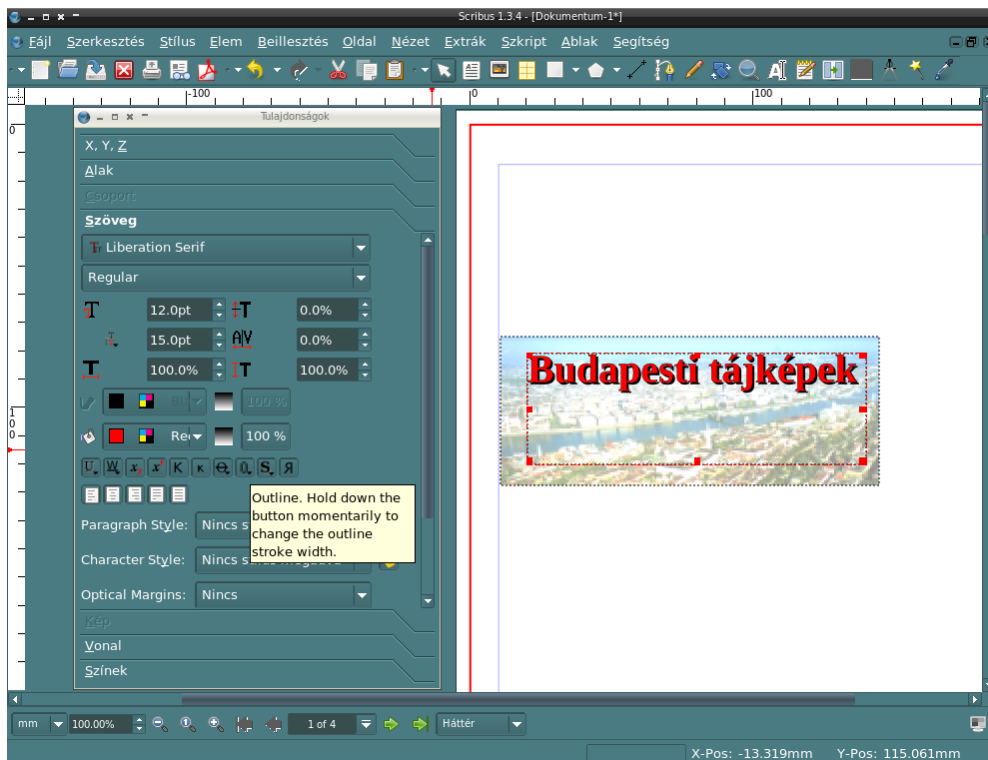 Scribus 1.3.4 - [Dokumentum-1*]
Fájl Szerkesztés Stílus Elem Beillesztés Oldal Nézet Extrák Szkript Ablak Segítség
-100 0 100
Tulajdonságok
0
X, Y, Z
Alak
Csoport
Szöveg
Liberation Serif
Regular
12.0pt 0.0%
15.0pt 0.0%
100.0% 100.0%
100 %
100 %
Budapesti tájképek
100
Outline. Hold down the
button momentarily to
change the outline
stroke width.
Paragraph Style: Nincs
Character Style: Nincs
Optical Margins: Nincs
Kép
Vonal
Színek
mm 100.00% 1 of 4 Háttér
X-Pos: -13.319mm Y-Pos: 115.061mm